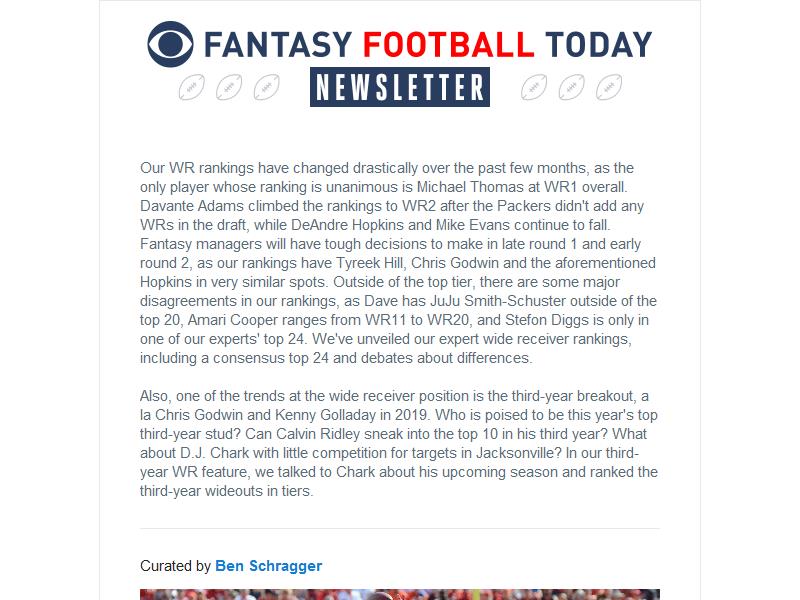 FANTASY FOOTBALL TODAY
NEWSLETTER
Our WR rankings have changed drastically over the past few months, as the
only player whose ranking is unanimous is Michael Thomas at WR1 overall.
Davante Adams climbed the rankings to WR2 after the Packers didn't add any
WRs in the draft, while DeAndre Hopkins and Mike Evans continue to fall.
Fantasy managers will have tough decisions to make in late round 1 and early
round 2, as our rankings have Tyreek Hill, Chris Godwin and the aforementioned
Hopkins in very similar spots. Outside of the top tier, there are some major
disagreements in our rankings, as Dave has JuJu Smith-Schuster outside of the
top 20, Amari Cooper ranges from WR11 to WR20, and Stefon Diggs is only in
one of our experts' top 24. We've unveiled our expert wide receiver rankings,
including a consensus top 24 and debates about differences.
Also, one of the trends at the wide receiver position is the third-year breakout, a
la Chris Godwin and Kenny Golladay in 2019. Who is poised to be this year's top
third-year stud? Can Calvin Ridley sneak into the top 10 in his third year? What
about D.J. Chark with little competition for targets in Jacksonville? In our third-
year WR feature, we talked to Chark about his upcoming season and ranked the
third-year wideouts in tiers.
Curated by Ben Schragger